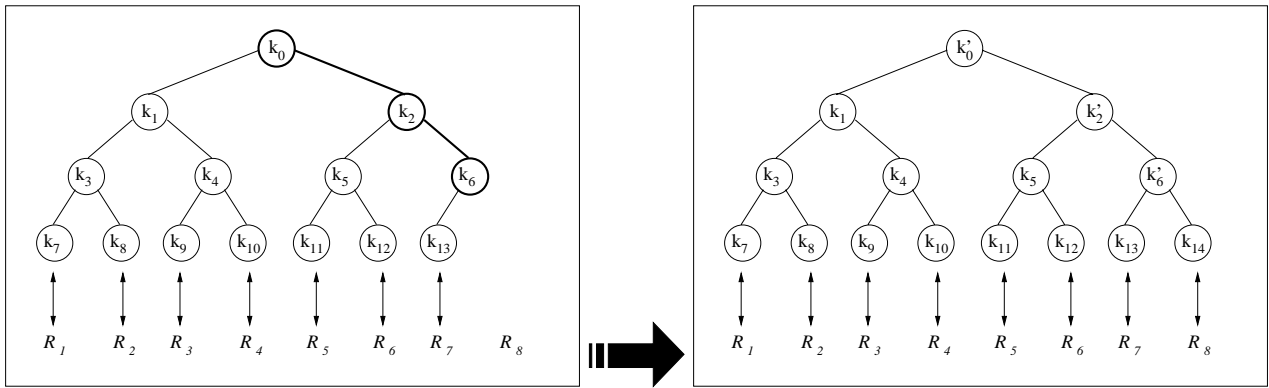 k0 k'0
k1 k2 k1 k'2
k3 k4 k5 k6 k3 k4 k5 k'6
k7 k8 k9 k10 k11 k12 k13 k7 k8 k9 k10 k11 k12 k13 k14
R1 R2 R3 R4 R5 R6 R7 R8 R1 R2 R3 R4 R5 R6 R7 R8